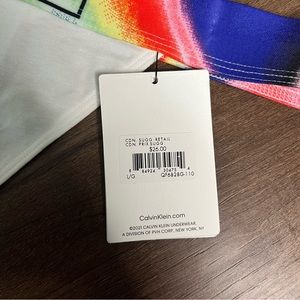 CDN. SUGG. RETAIL
CDN. PRIX SUGG.
$26.00
L/G QF6828G-110
CalvinKlein.com
©2021 CALVIN KLEIN UNDERWEAR
A DIVISION OF PVH CORP., NEW YORK, NY